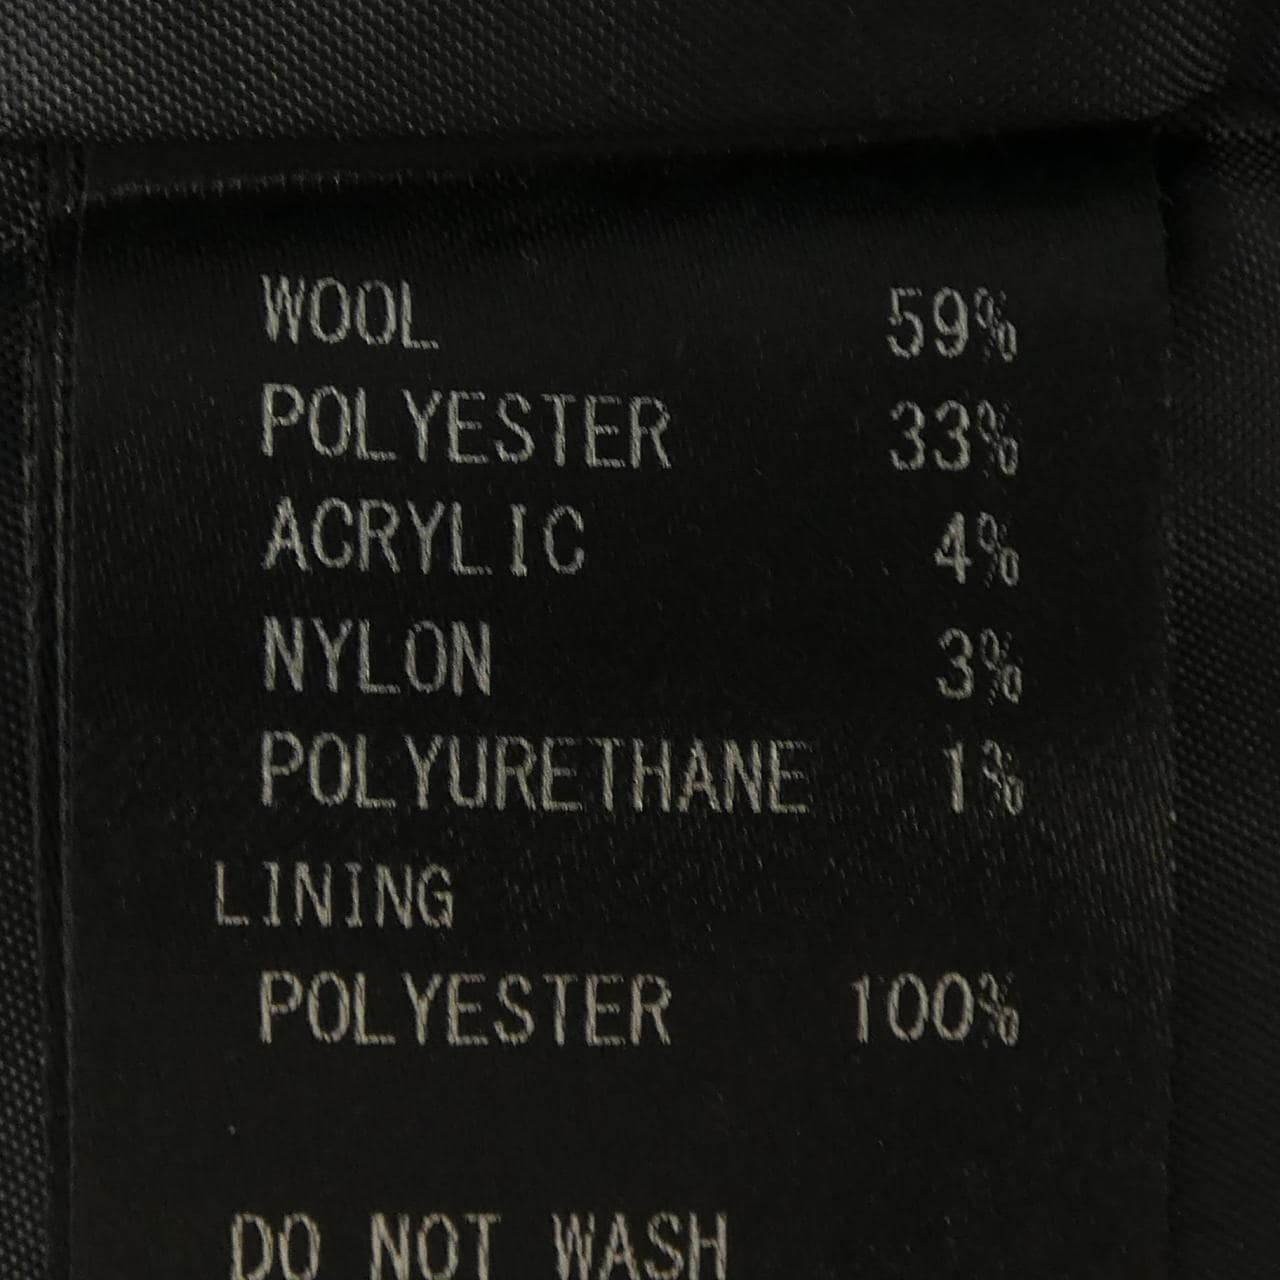 WOOL 59%
POLYESTER 33%
ACRYLIC 4%
NYLON 3%
POLYURETHANE 1%
LINING
POLYESTER 100%
DO NOT WASH